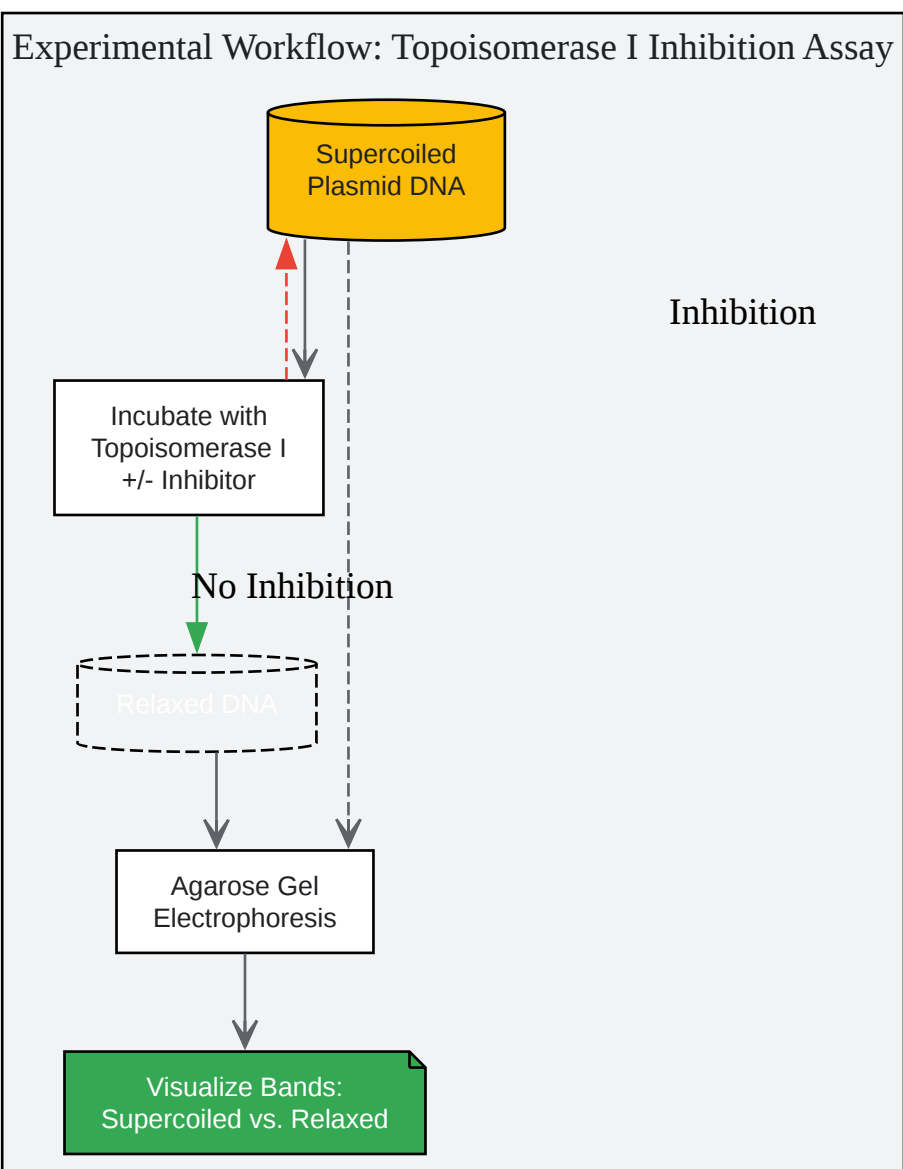 Experimental Workflow: Topoisomerase I Inhibition Assay
Supercoiled
Plasmid DNA
Inhibition
Incubate with
Topoisomerase I
+/- Inhibitor
No Inhibition
Relaxed DNA
Agarose Gel
Electrophoresis
Visualize Bands:
Supercoiled vs. Relaxed